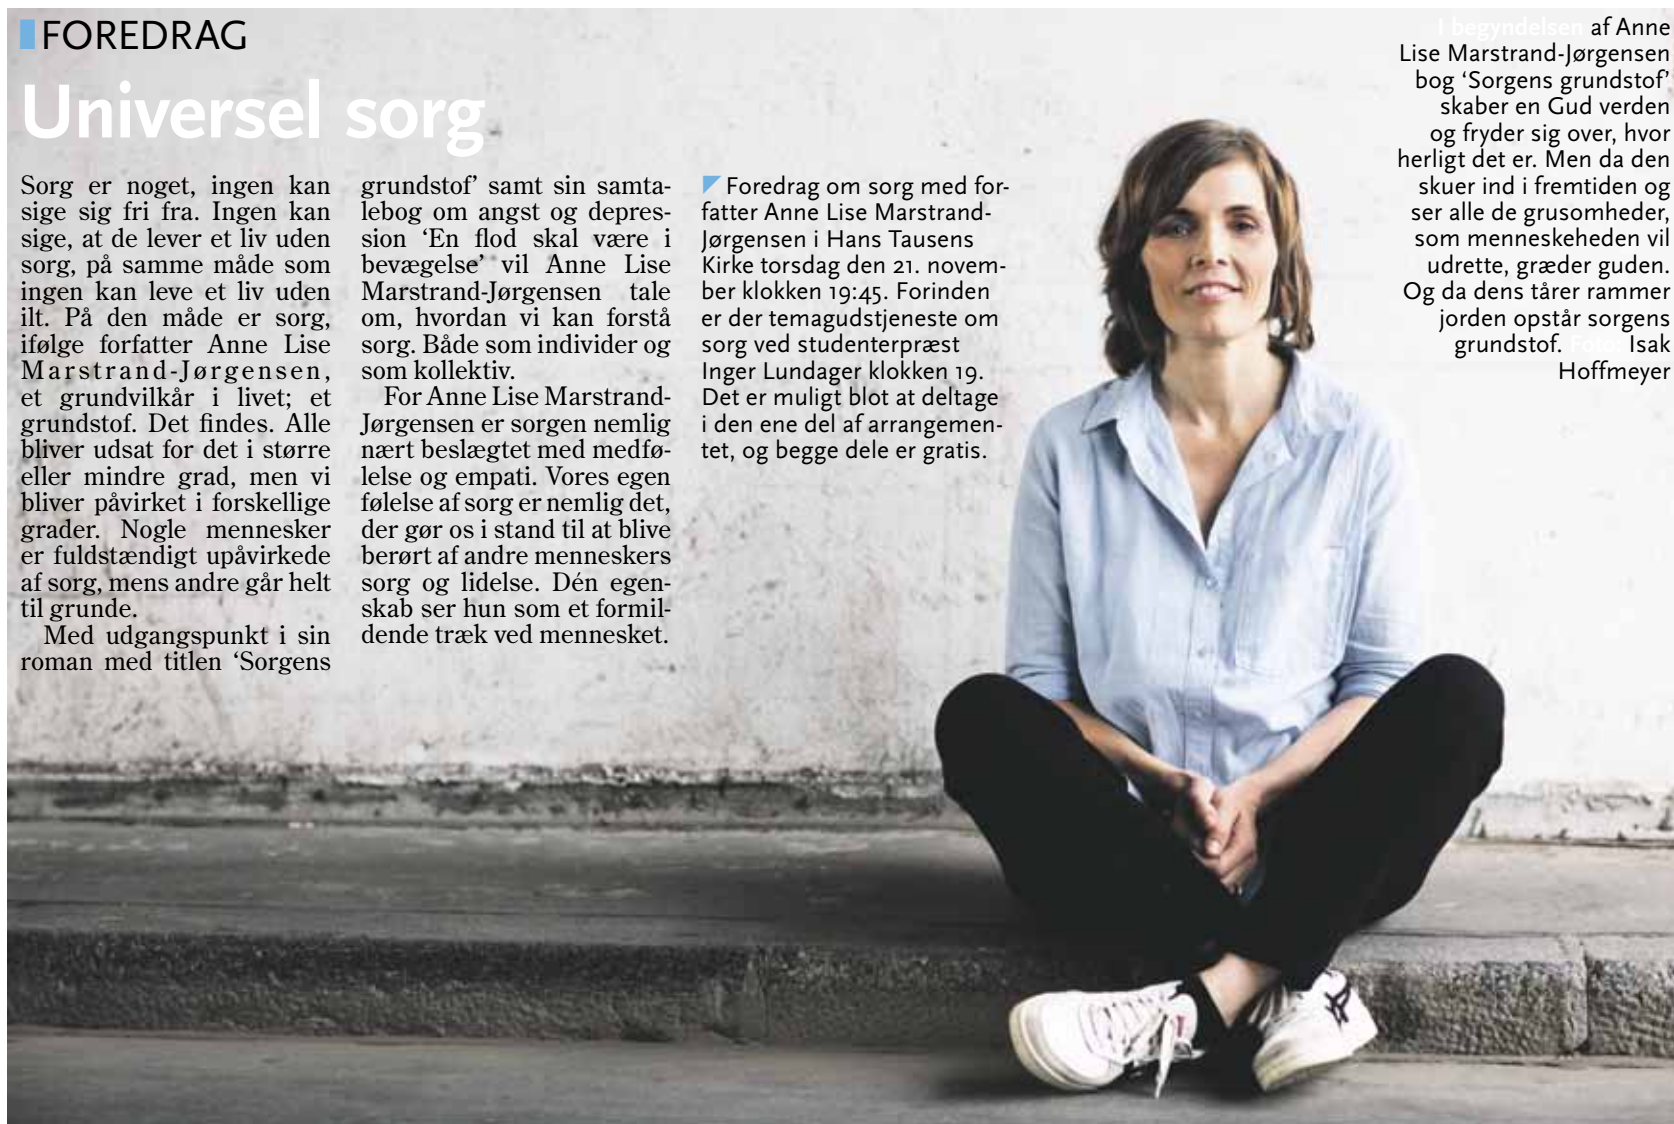 FOREDRAG
Universel sorg
Sorg er noget, ingen kan
sige sig fri fra. Ingen kan
sige, at de lever et liv uden
sorg, på samme måde som
ingen kan leve et liv uden
ilt. På den måde er sorg,
ifølge forfatter Anne Lise
Marstrand-Jørgensen,
et grundvilkår i livet; et
grundstof. Det findes. Alle
bliver udsat for det i større
eller mindre grad, men vi
bliver påvirket i forskellige
grader. Nogle mennesker
er fuldstændigt upåvirkede
af sorg, mens andre går helt
til grunde.
Med udgangspunkt i sin
roman med titlen ‘Sorgens
grundstof’ samt sin samta-
lebog om angst og depres-
sion ‘En flod skal være i
bevægelse’ vil Anne Lise
Marstrand-Jørgensen tale
om, hvordan vi kan forstå
sorg. Både som individer og
som kollektiv.
For Anne Lise Marstrand-
Jørgensen er sorgen nemlig
nært beslægtet med medfø-
lelse og empati. Vores egen
følelse af sorg er nemlig det,
der gør os i stand til at blive
berørt af andre menneskers
sorg og lidelse. Dén egen-
skab ser hun som et formil-
dende træk ved mennesket.
Foredrag om sorg med for-
fatter Anne Lise Marstrand-
Jørgensen i Hans Tausens
Kirke torsdag den 21. novem-
ber klokken 19:45. Forinden
er der temagudstjeneste om
sorg ved studenterpræst
Inger Lundager klokken 19.
Det er muligt blot at deltage
i den ene del af arrangemen-
tet, og begge dele er gratis.
I begyndelsen af Anne
Lise Marstrand-Jørgensen
bog ‘Sorgens grundstof’
skaber en Gud verden
og fryder sig over, hvor
herligt det er. Men da den
skuer ind i fremtiden og
ser alle de grusomheder,
som menneskeheden vil
udrette, græder guden.
Og da dens tårer rammer
jorden opstår sorgens
grundstof. Foto: Isak
Hoffmeyer